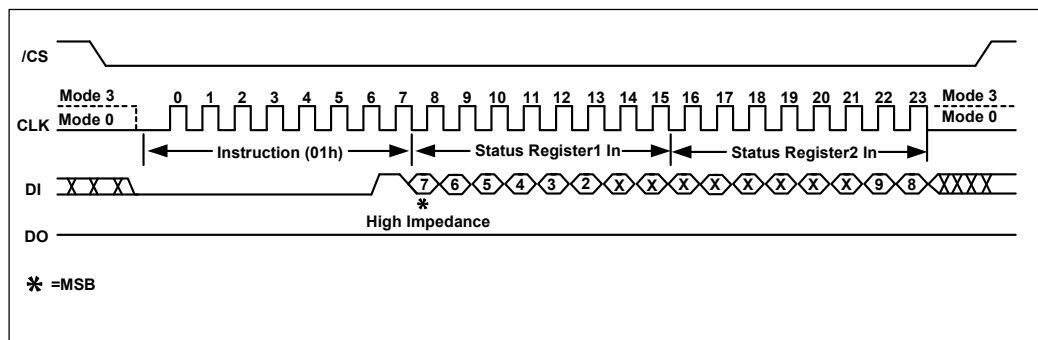 /CS
Mode 3 0 1 2 3 4 5 6 7 8 9 10 11 12 13 14 15 16 17 18 19 20 21 22 23 Mode 3
CLK Mode 0 Mode 0
Instruction (01h) Status Register1 In Status Register2 In
DI X X X 7 6 5 4 3 2 X X X X X X X X 9 8 X X X X
* High Impedance
DO
* =MSB